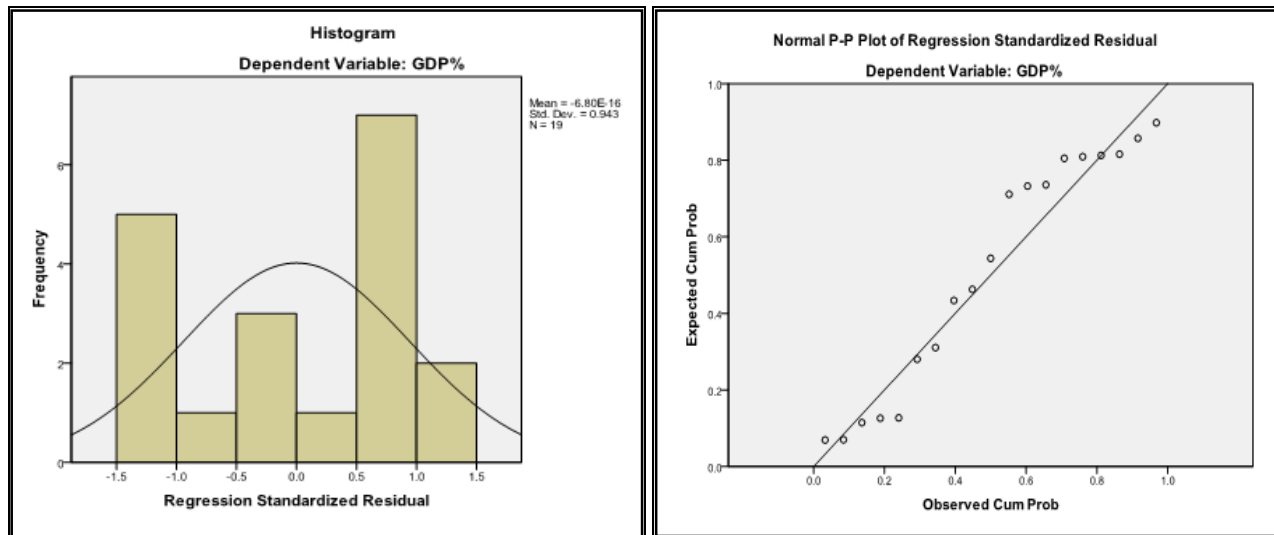 Histogram
Dependent Variable: GDP%
Mean = -6.80E-16
Std. Dev. = 0.943
N = 19
6
4
2
0
Frequency
-1.5 -1.0 -0.5 0.0 0.5 1.0 1.5
Regression Standardized Residual
Normal P-P Plot of Regression Standardized Residual
Dependent Variable: GDP%
1.0
0.8
0.6
0.4
0.2
0.0
Expected Cum Prob
0.0 0.2 0.4 0.6 0.8 1.0
Observed Cum Prob